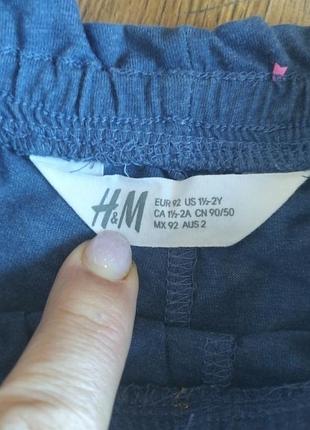 H&M
EUR 92 US 1½-2Y
CA 1½-2A CN 90/50
MX 92 AUS 2